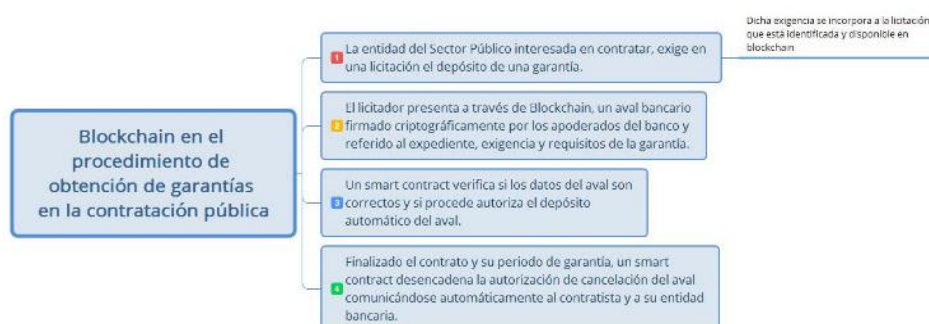 Blockchain en el
procedimiento de
obtención de garantías
en la contratación pública
1
La entidad del Sector Público interesada en contratar, exige en
una licitación el depósito de una garantía.
Dicha exigencia se incorpora a la licitación
que está identificada y disponible en
blockchain
2
El licitador presenta a través de Blockchain, un aval bancario
firmado criptográficamente por los apoderados del banco y
referido al expediente, exigencia y requisitos de la garantía.
3
Un smart contract verifica si los datos del aval son
correctos y si procede autoriza el depósito
automático del aval.
4
Finalizado el contrato y su periodo de garantía, un smart
contract desencadena la autorización de cancelación del aval
comunicándose automáticamente al contratista y a su entidad
bancaria.